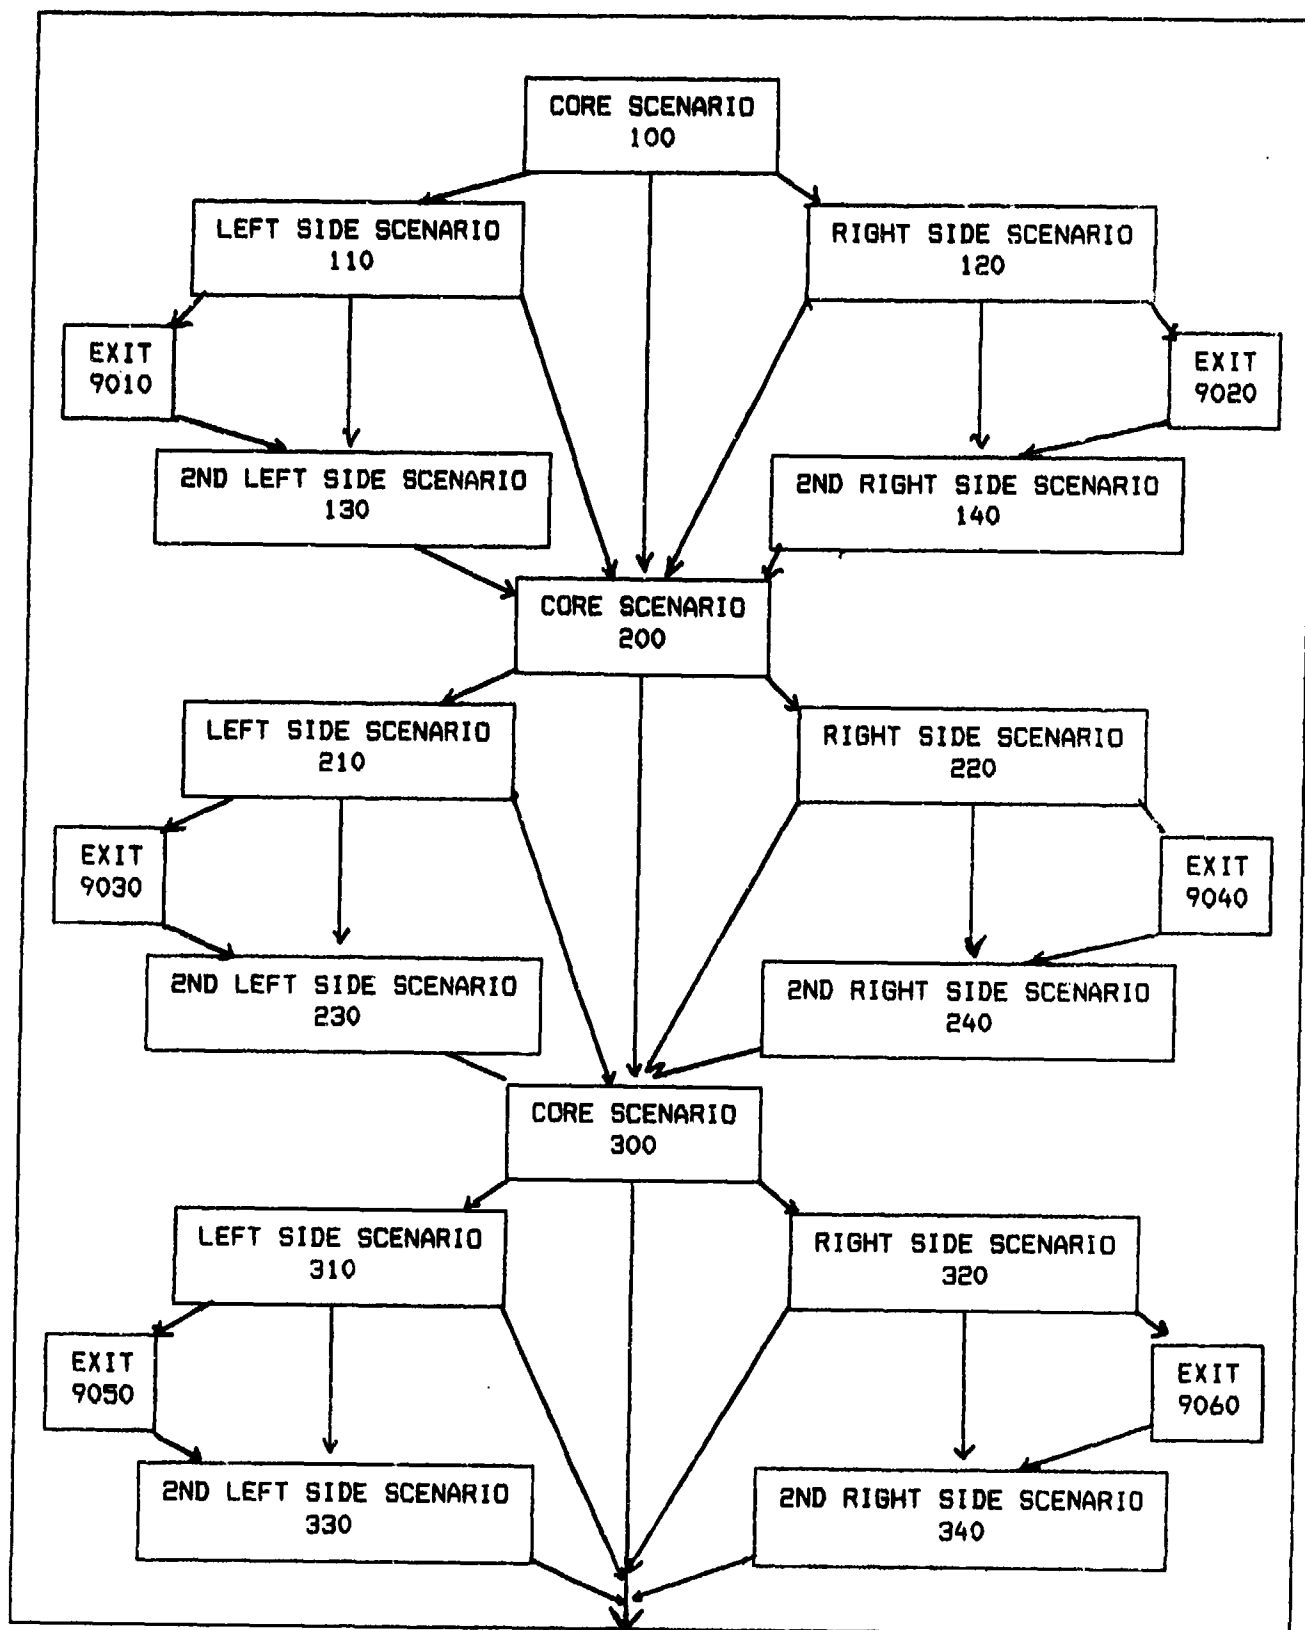 CORE SCENARIO
100
LEFT SIDE SCENARIO
110
RIGHT SIDE SCENARIO
120
EXIT
9010
EXIT
9020
2ND LEFT SIDE SCENARIO
130
2ND RIGHT SIDE SCENARIO
140
CORE SCENARIO
200
LEFT SIDE SCENARIO
210
RIGHT SIDE SCENARIO
220
EXIT
9030
EXIT
9040
2ND LEFT SIDE SCENARIO
230
2ND RIGHT SIDE SCENARIO
240
CORE SCENARIO
300
LEFT SIDE SCENARIO
310
RIGHT SIDE SCENARIO
320
EXIT
9050
EXIT
9060
2ND LEFT SIDE SCENARIO
330
2ND RIGHT SIDE SCENARIO
340